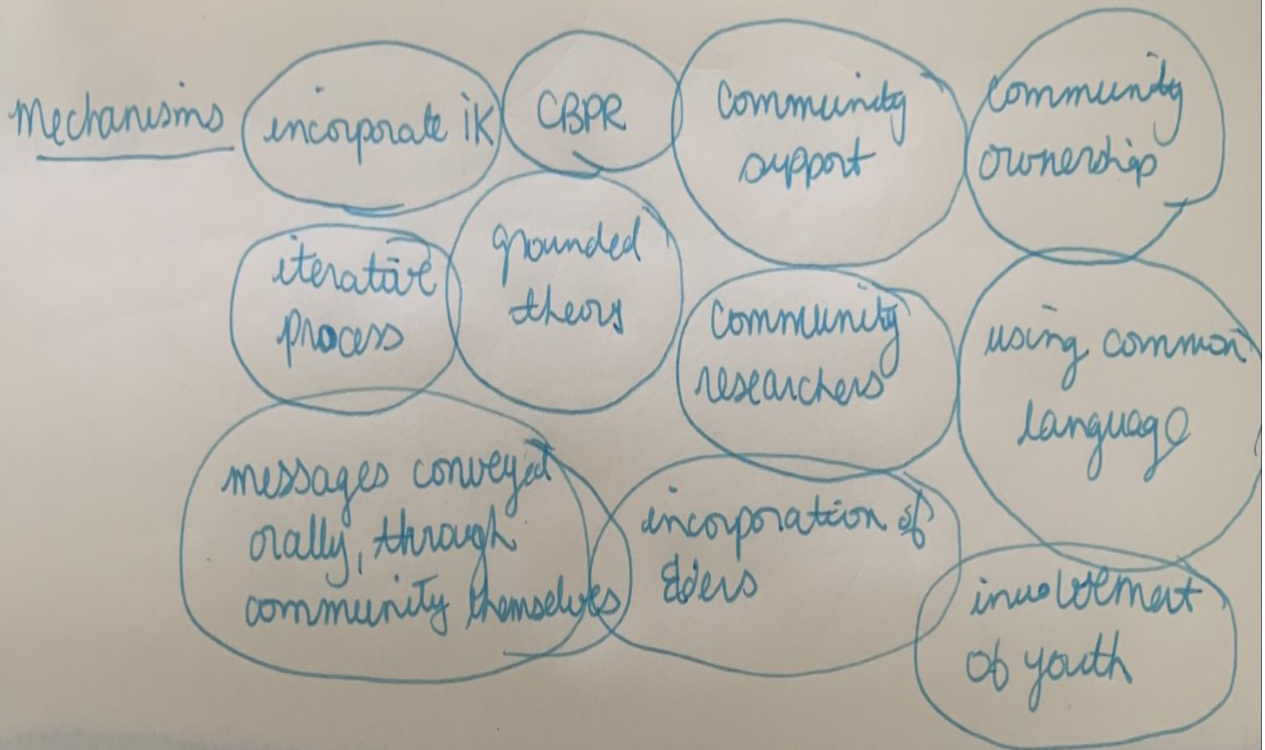 Mechanisms
incorporate iK
CBPR
community
support
community
ownership
iterative
process
grounded
theory
community
researchers
using common
language
messages conveyed
orally, through
community themselves
incorporation of
Elders
involvement
of youth